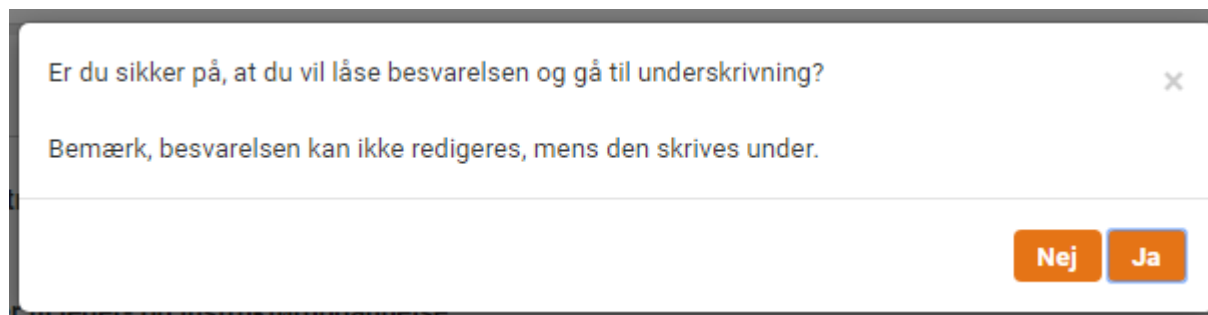 Er du sikker på, at du vil låse besvarelsen og gå til underskrivning?
×
Bemærk, besvarelsen kan ikke redigeres, mens den skrives under.
Nej Ja